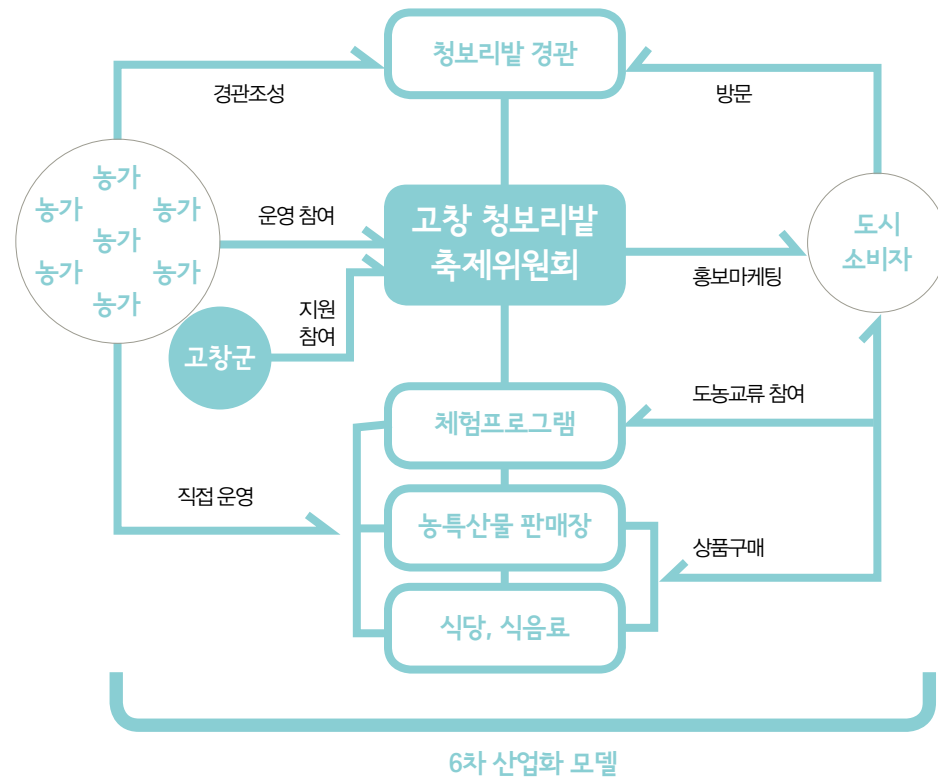 청보리밭 경관
경관조성
방문
농가
농가
농가
농가
농가
농가
농가
운영 참여
고창 청보리밭
축제위원회
홍보마케팅
도시
소비자
지원
참여
고창군
체험프로그램
도농교류 참여
직접 운영
농특산물 판매장
상품구매
식당, 식음료
6차 산업화 모델